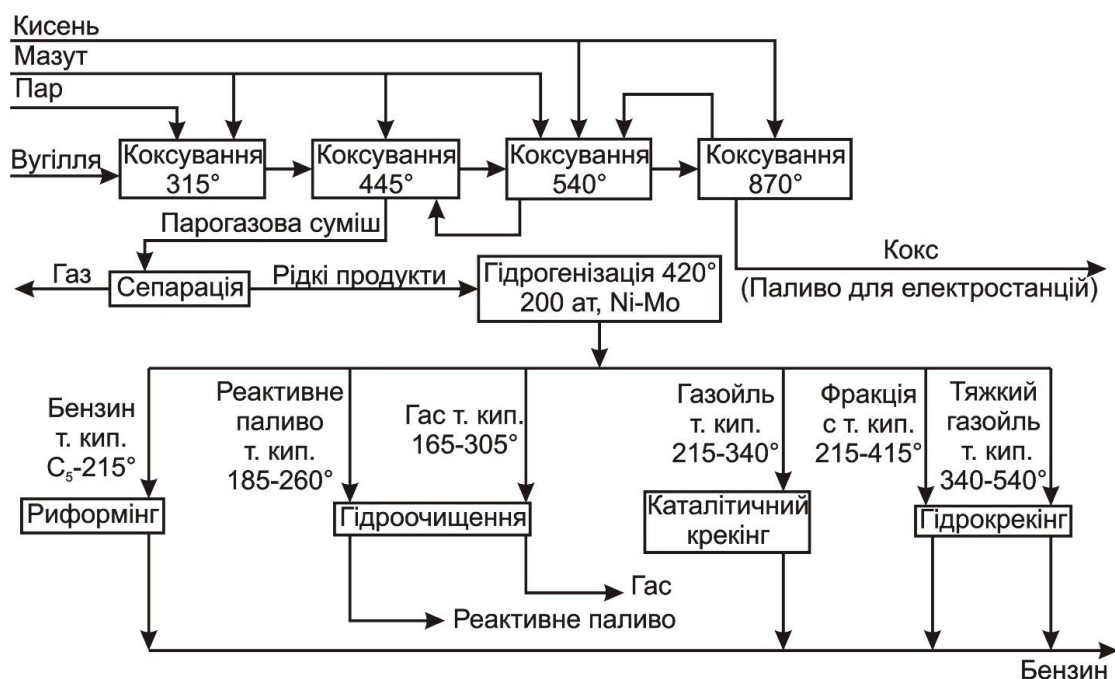 Кисень
Мазут
Пар
Вугілля
Коксування
315°
Коксування
445°
Коксування
540°
Коксування
870°
Парогазова суміш
Кокс
(Паливо для електростанцій)
Газ
Сепарація
Рідкі продукти
Гідрогенізація 420°
200 ат, Ni-Mo
Бензин
т. кип.
C₅-215°
Реактивне
паливо
т. кип.
185-260°
Гас т. кип.
165-305°
Газойль
т. кип.
215-340°
Фракція
с т. кип.
215-415°
Тяжкий
газойль
т. кип.
340-540°
Риформінг
Гідроочищення
Каталітичний
крекінг
Гідрокрекінг
Гас
Реактивне паливо
Бензин